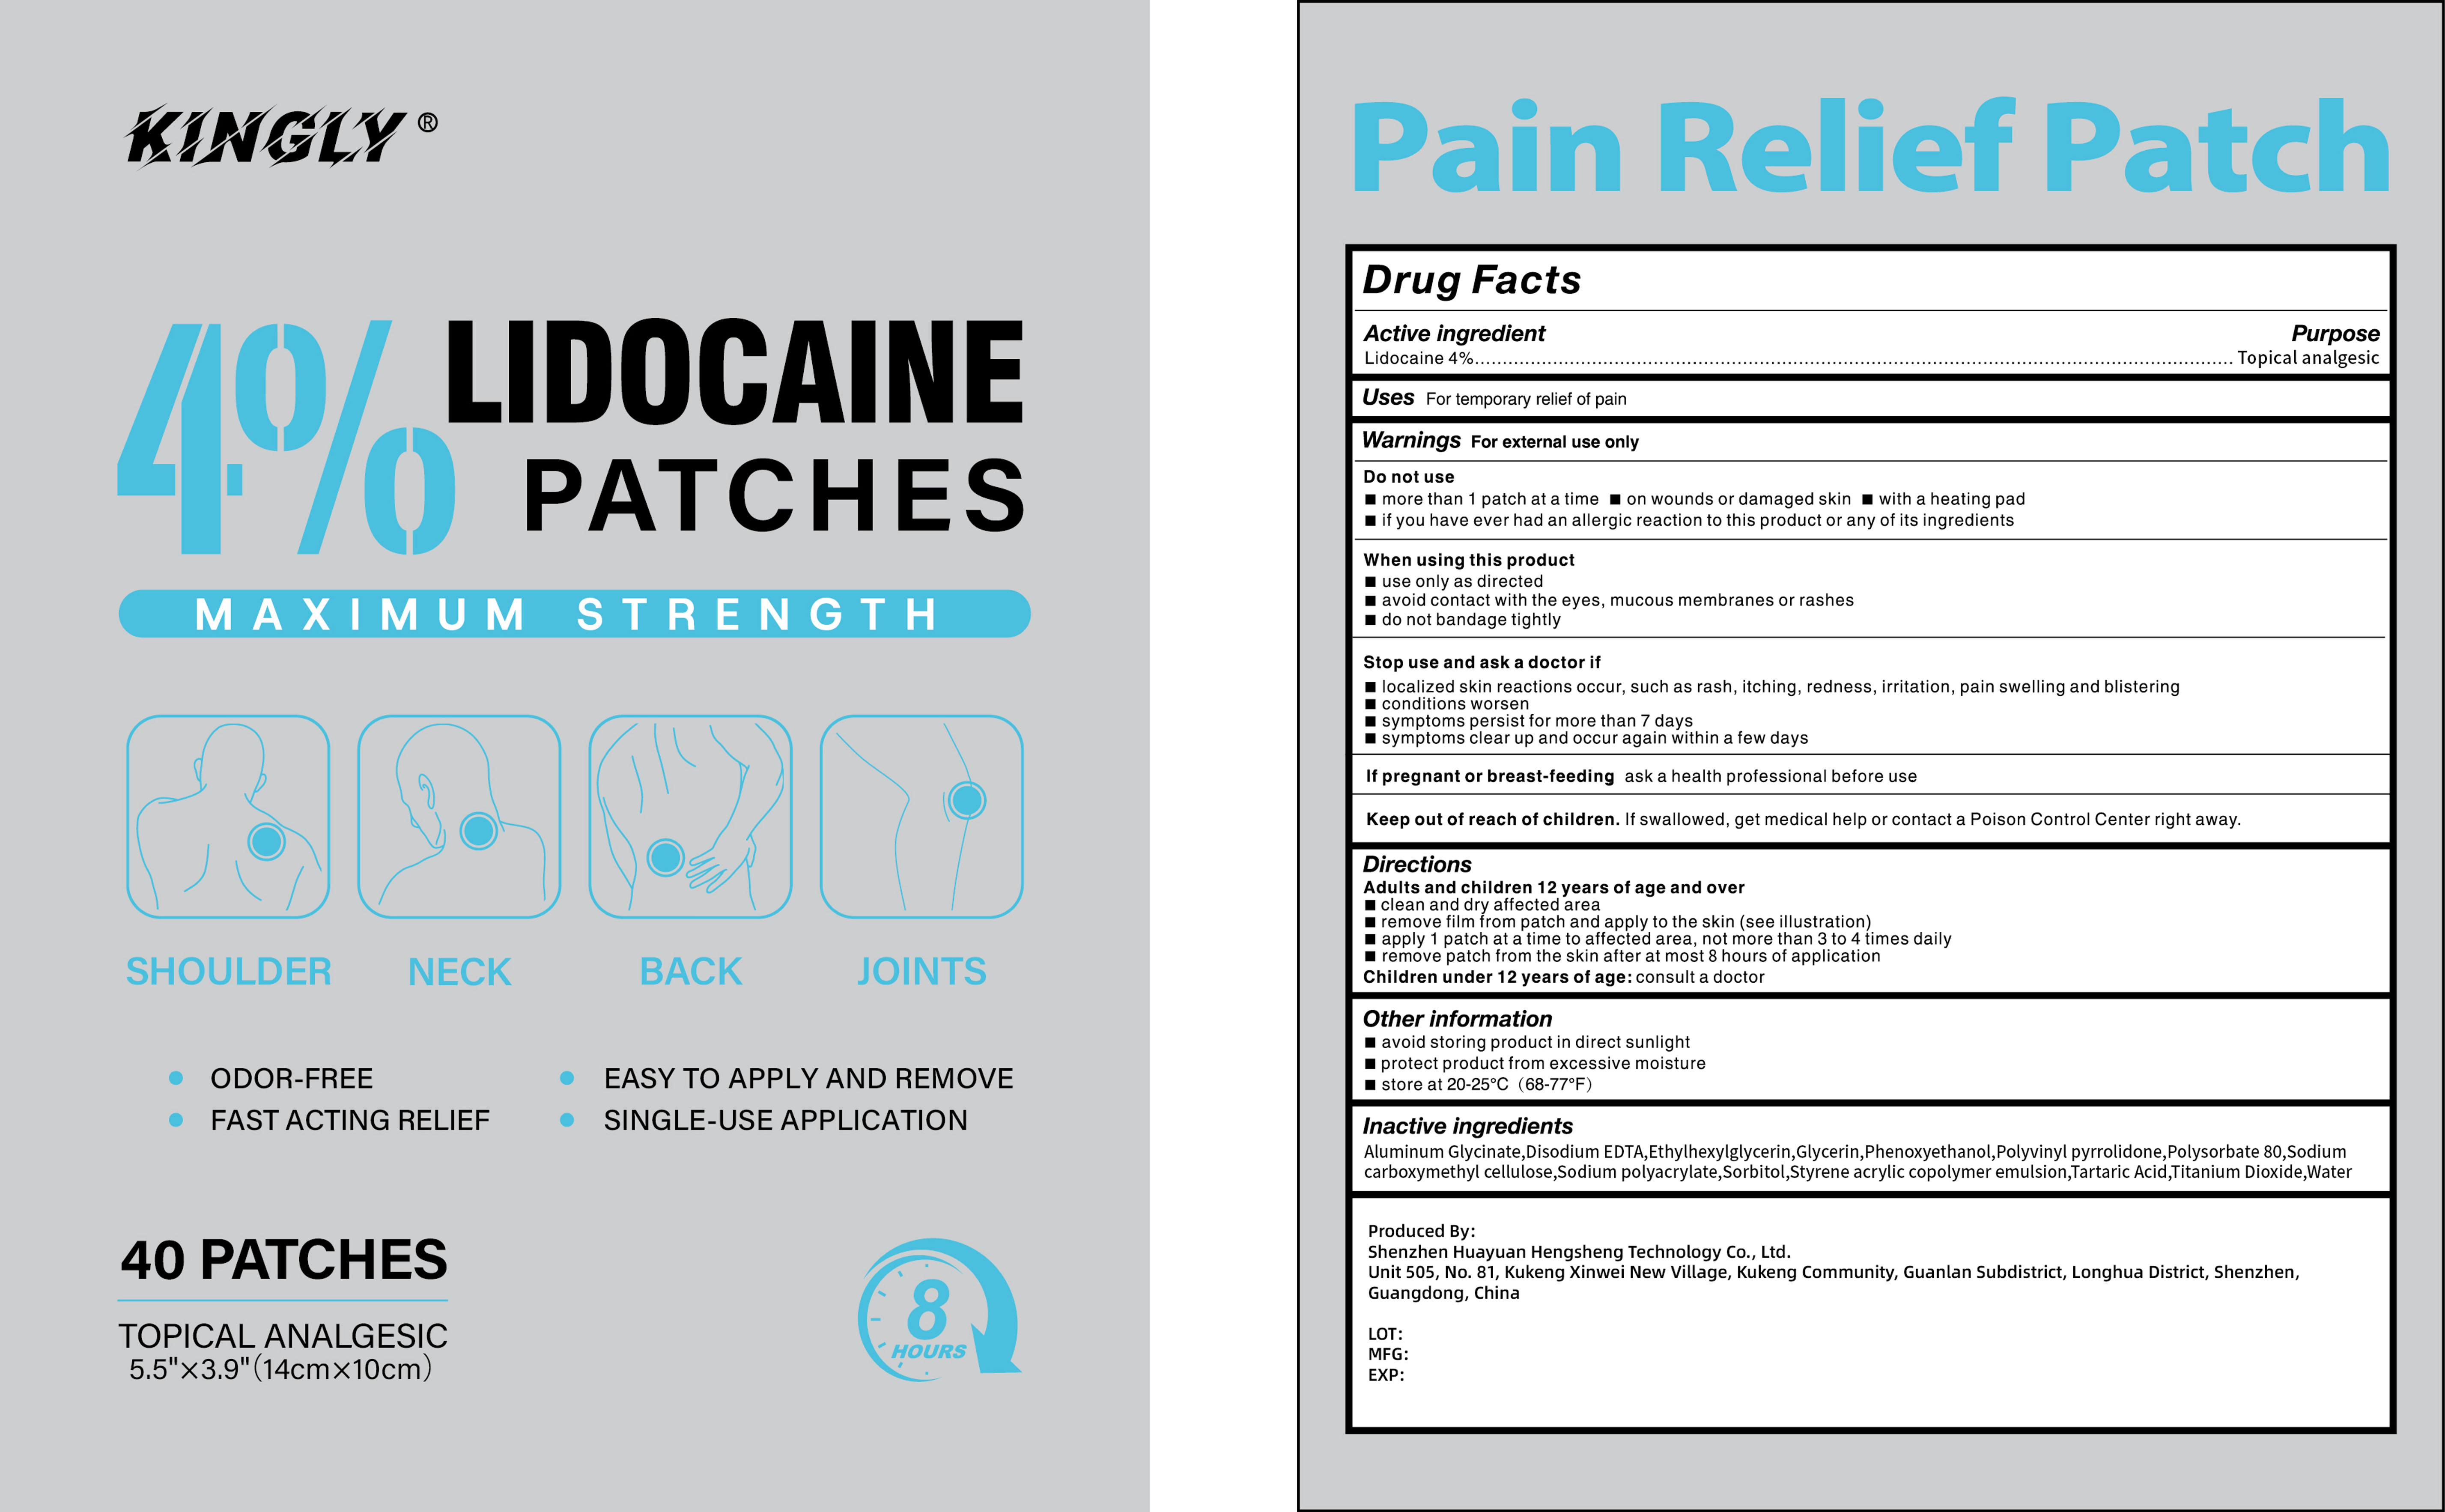 KINGLY®
4% LIDOCAINE
PATCHES
MAXIMUM STRENGTH
SHOULDER
NECK
BACK
JOINTS
ODOR-FREE
EASY TO APPLY AND REMOVE
FAST ACTING RELIEF
SINGLE-USE APPLICATION
40 PATCHES
TOPICAL ANALGESIC
5.5"×3.9"(14cm×10cm)
8
HOURS
Pain Relief Patch
Drug Facts
Active ingredient Purpose
Lidocaine 4%........................................................................................................................................ Topical analgesic
Uses For temporary relief of pain
Warnings For external use only
Do not use
■ more than 1 patch at a time ■ on wounds or damaged skin ■ with a heating pad
■ if you have ever had an allergic reaction to this product or any of its ingredients
When using this product
■ use only as directed
■ avoid contact with the eyes, mucous membranes or rashes
■ do not bandage tightly
Stop use and ask a doctor if
■ localized skin reactions occur, such as rash, itching, redness, irritation, pain swelling and blistering
■ conditions worsen
■ symptoms persist for more than 7 days
■ symptoms clear up and occur again within a few days
If pregnant or breast-feeding ask a health professional before use
Keep out of reach of children. If swallowed, get medical help or contact a Poison Control Center right away.
Directions
Adults and children 12 years of age and over
■ clean and dry affected area
■ remove film from patch and apply to the skin (see illustration)
■ apply 1 patch at a time to affected area, not more than 3 to 4 times daily
■ remove patch from the skin after at most 8 hours of application
Children under 12 years of age: consult a doctor
Other information
■ avoid storing product in direct sunlight
■ protect product from excessive moisture
■ store at 20-25°C（68-77°F）
Inactive ingredients
Aluminum Glycinate,Disodium EDTA,Ethylhexylglycerin,Glycerin,Phenoxyethanol,Polyvinyl pyrrolidone,Polysorbate 80,Sodium
carboxymethyl cellulose,Sodium polyacrylate,Sorbitol,Styrene acrylic copolymer emulsion,Tartaric Acid,Titanium Dioxide,Water
Produced By:
Shenzhen Huayuan Hengsheng Technology Co., Ltd.
Unit 505, No. 81, Kukeng Xinwei New Village, Kukeng Community, Guanlan Subdistrict, Longhua District, Shenzhen,
Guangdong, China
LOT:
MFG:
EXP: